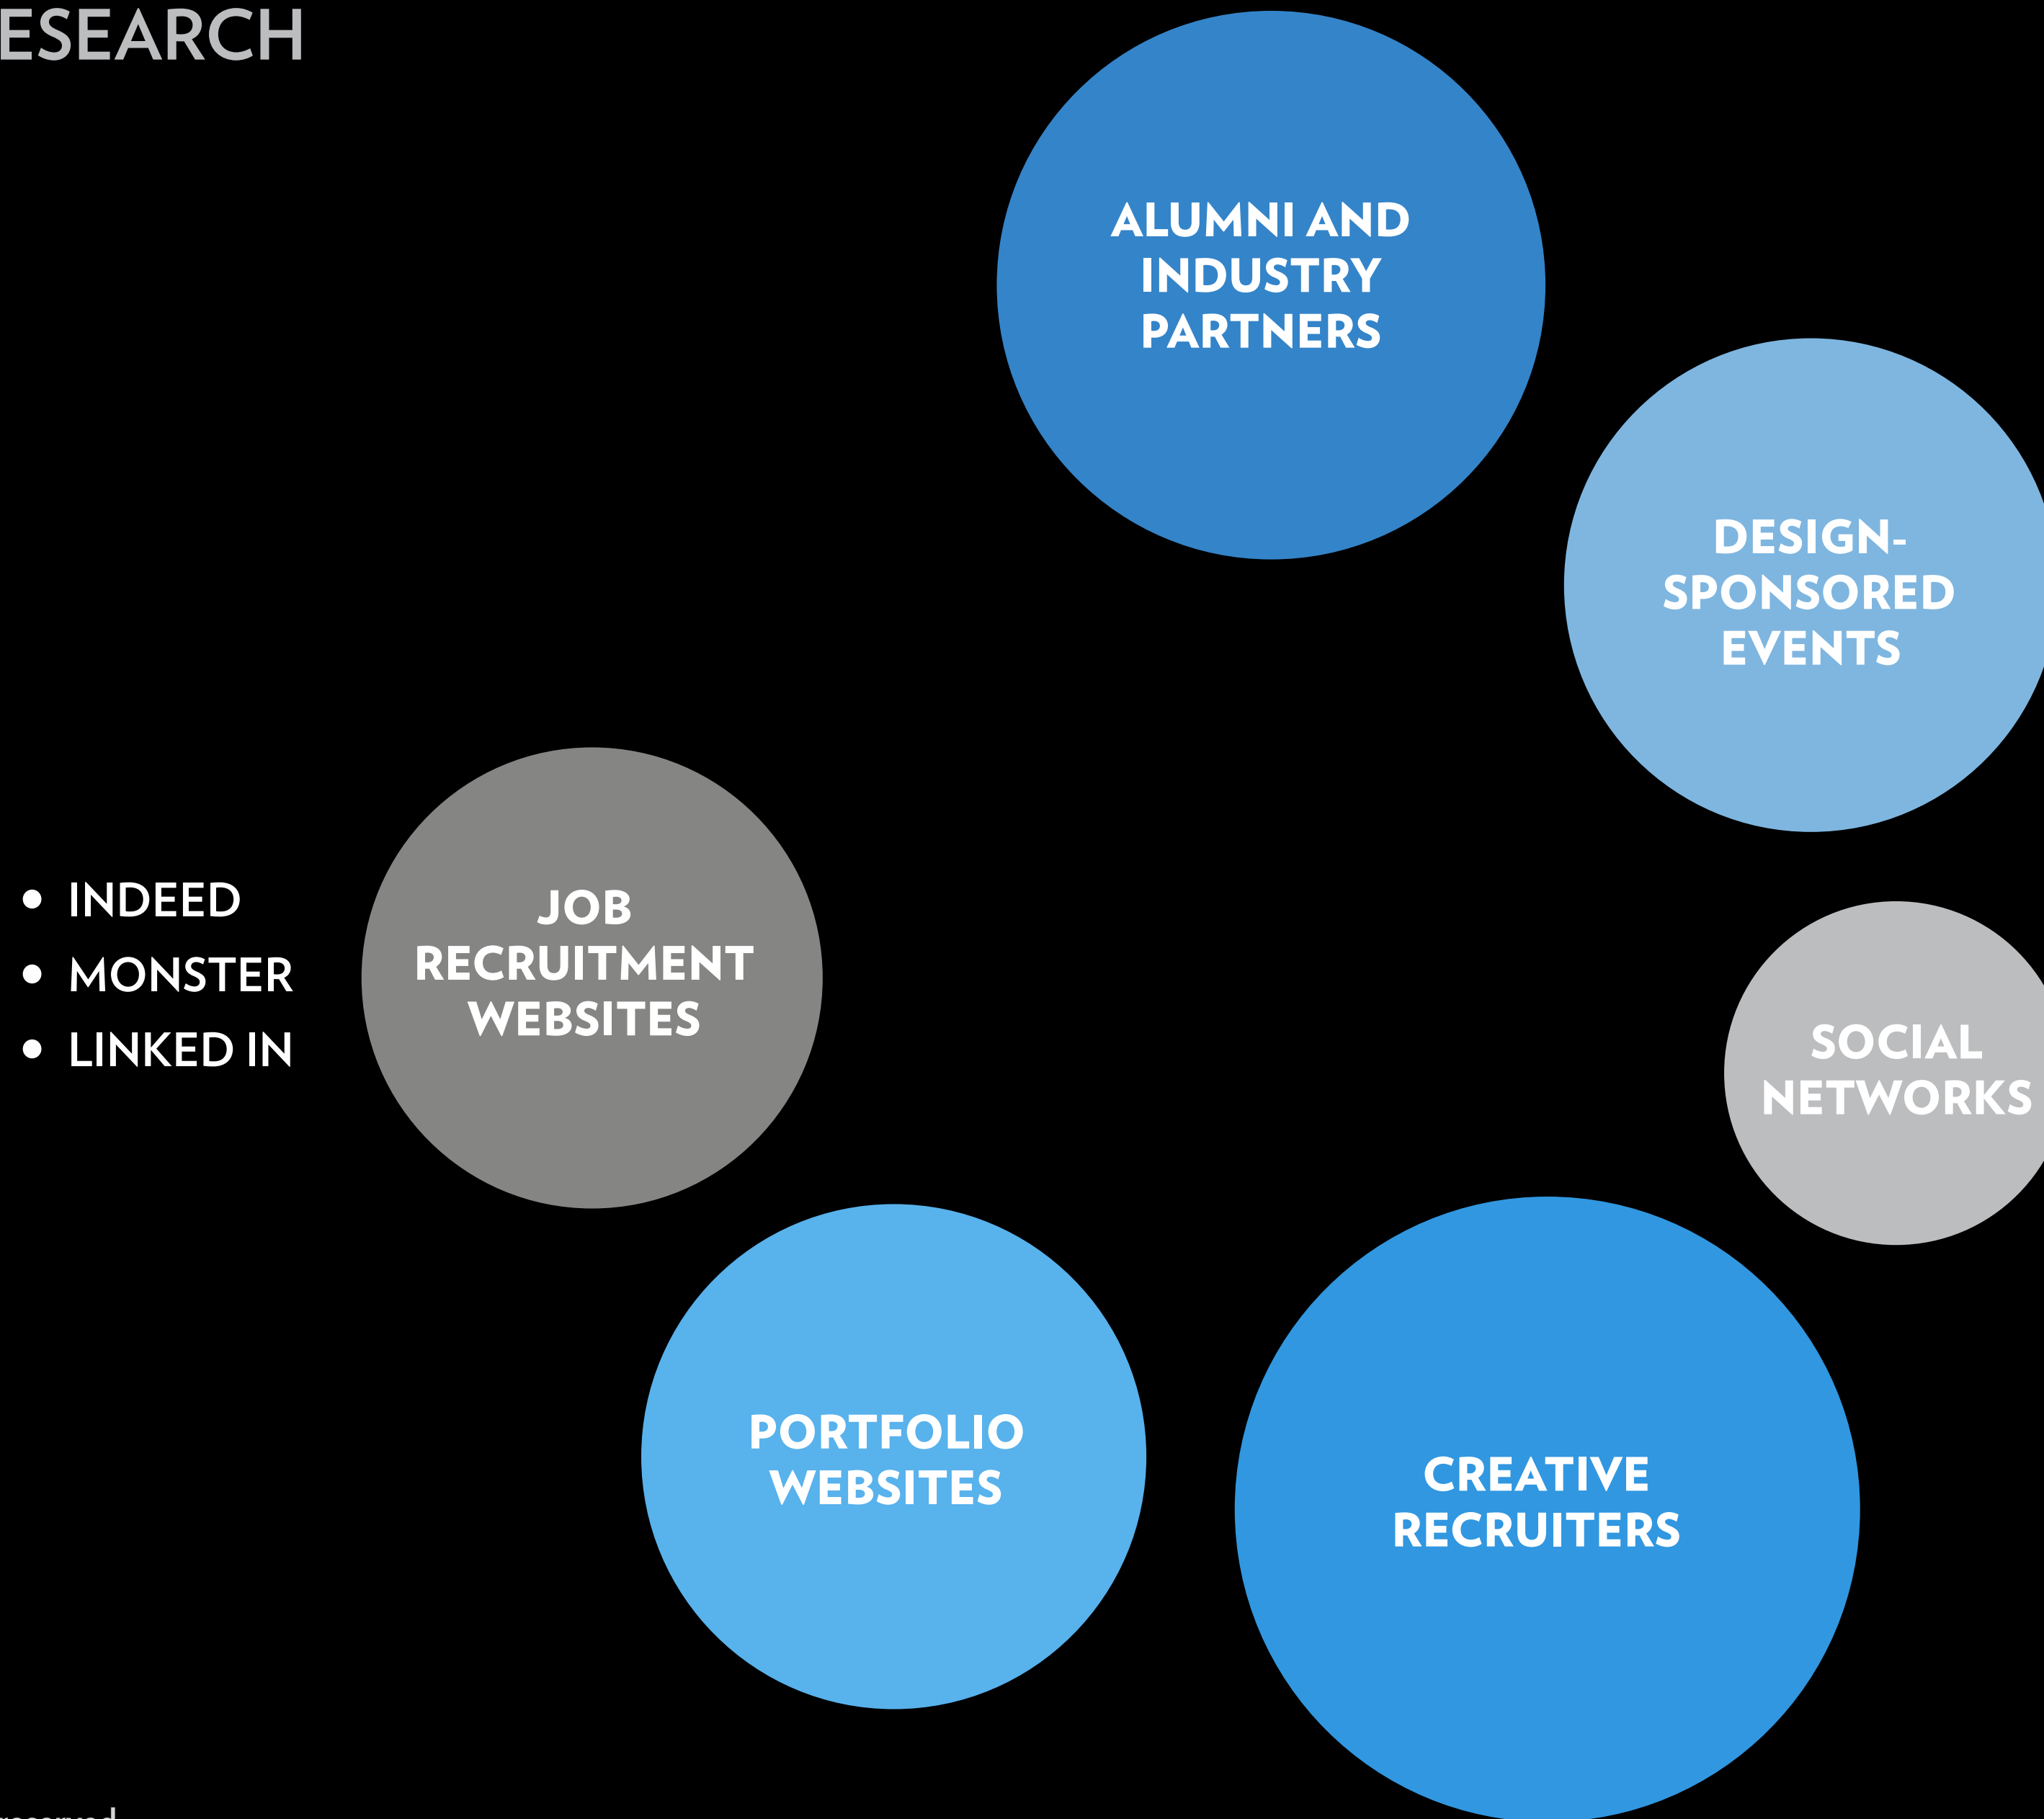 ESEARCH
ALUMNI AND
INDUSTRY
PARTNERS
DESIGN-
SPONSORED
EVENTS
• INDEED
• MONSTER
• LINKED IN
JOB
RECRUITMENT
WEBSITES
SOCIAL
NETWORKS
PORTFOLIO
WEBSITES
CREATIVE
RECRUITERS